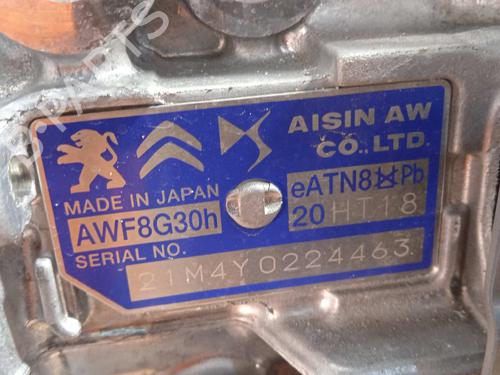 AISIN AW
CO.,LTD.
MADE IN JAPAN
AWF8G30h
eATN8 Pb
20HT18
SERIAL NO.
21M4Y0224463